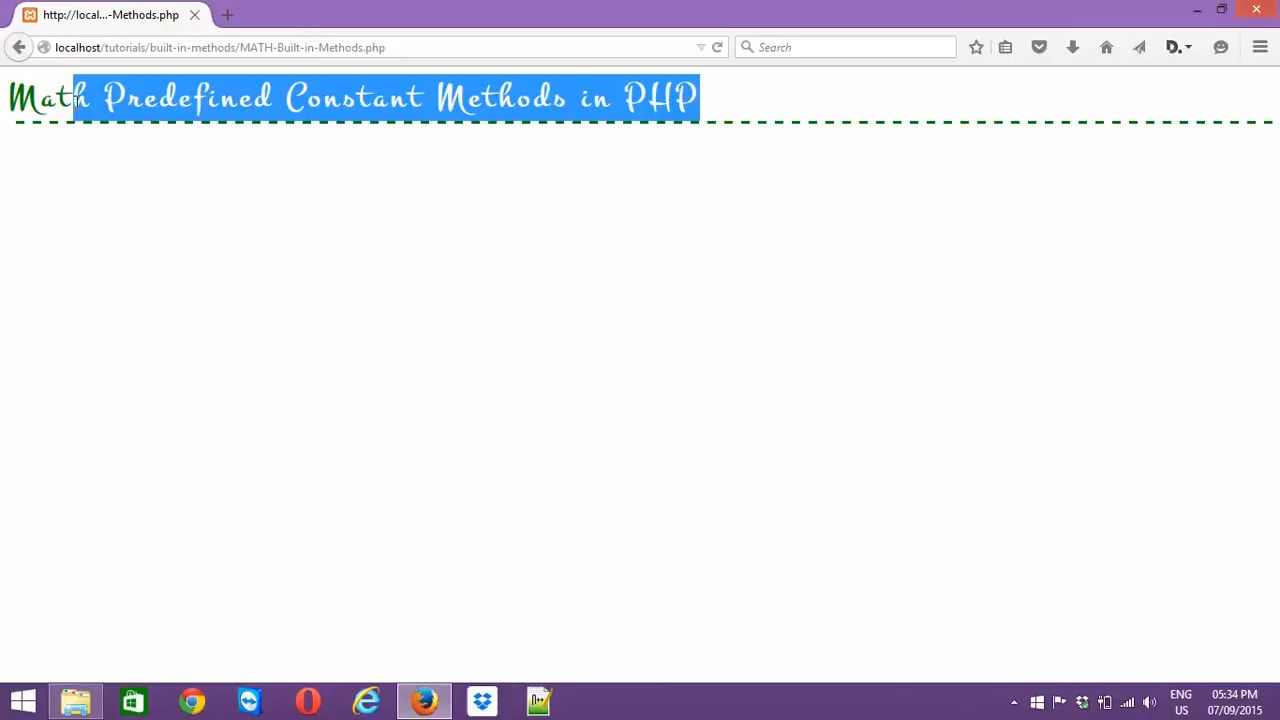 http://local...-Methods.php
localhost/tutorials/built-in-methods/MATH-Built-in-Methods.php
Search
D.
Math Predefined Constant Methods in PHP
ENG
US
05:34 PM
07/09/2015